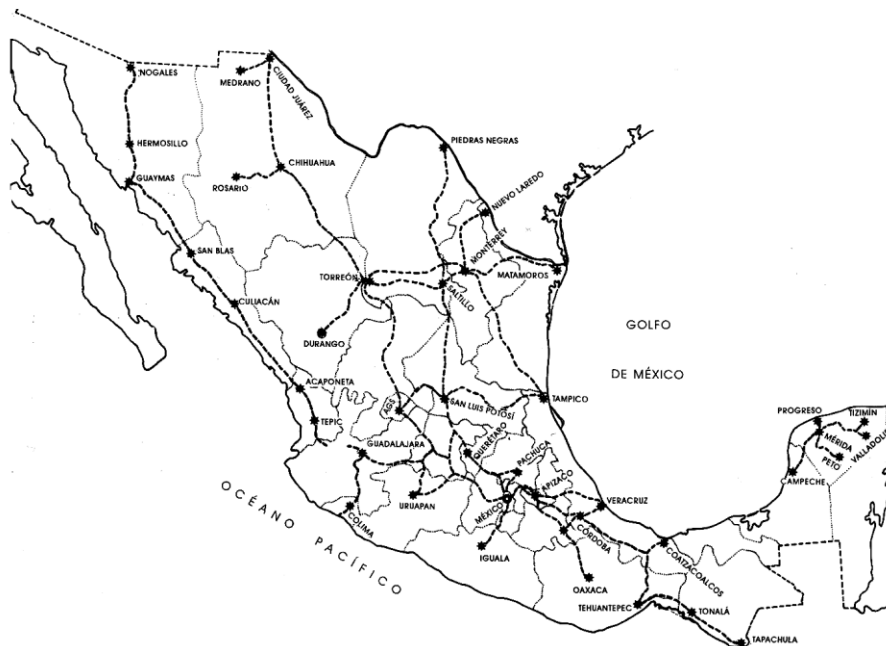 NOGALES
MEDRANO
CIUDAD JUÁREZ
HERMOSILLO
CHIHUAHUA
PIEDRAS NEGRAS
GUAYMAS
ROSARIO
NUEVO LAREDO
SAN BLAS
MONTERREY
TORREÓN
SALTILLO
MATAMOROS
CULIACÁN
GOLFO
DE MÉXICO
DURANGO
ACAPONETA
AGS
SAN LUIS POTOSÍ
TAMPICO
TEPIC
GUADALAJARA
QUERÉTARO
PACHUCA
PROGRESO
TIZIMÍN
MÉRIDA
VALLADOLID
PETO
CAMPECHE
OCÉANO PACÍFICO
COLIMA
URUAPAN
MÉXICO
APIZACO
VERACRUZ
CÓRDOBA
IGUALA
COATZACOALCOS
OAXACA
TEHUANTEPEC
TONALÁ
TAPACHULA